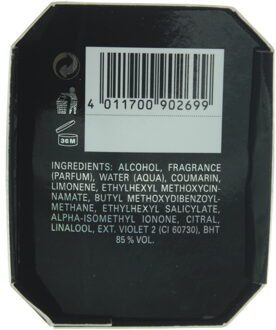 4 011700 902699
36M
INGREDIENTS: ALCOHOL, FRAGRANCE
(PARFUM), WATER (AQUA), COUMARIN,
LIMONENE, ETHYLHEXYL METHOXYCIN-
NAMATE, BUTYL METHOXYDIBENZOYL-
METHANE, ETHYLHEXYL SALICYLATE,
ALPHA-ISOMETHYL IONONE, CITRAL,
LINALOOL, EXT. VIOLET 2 (CI 60730), BHT
85 % VOL.